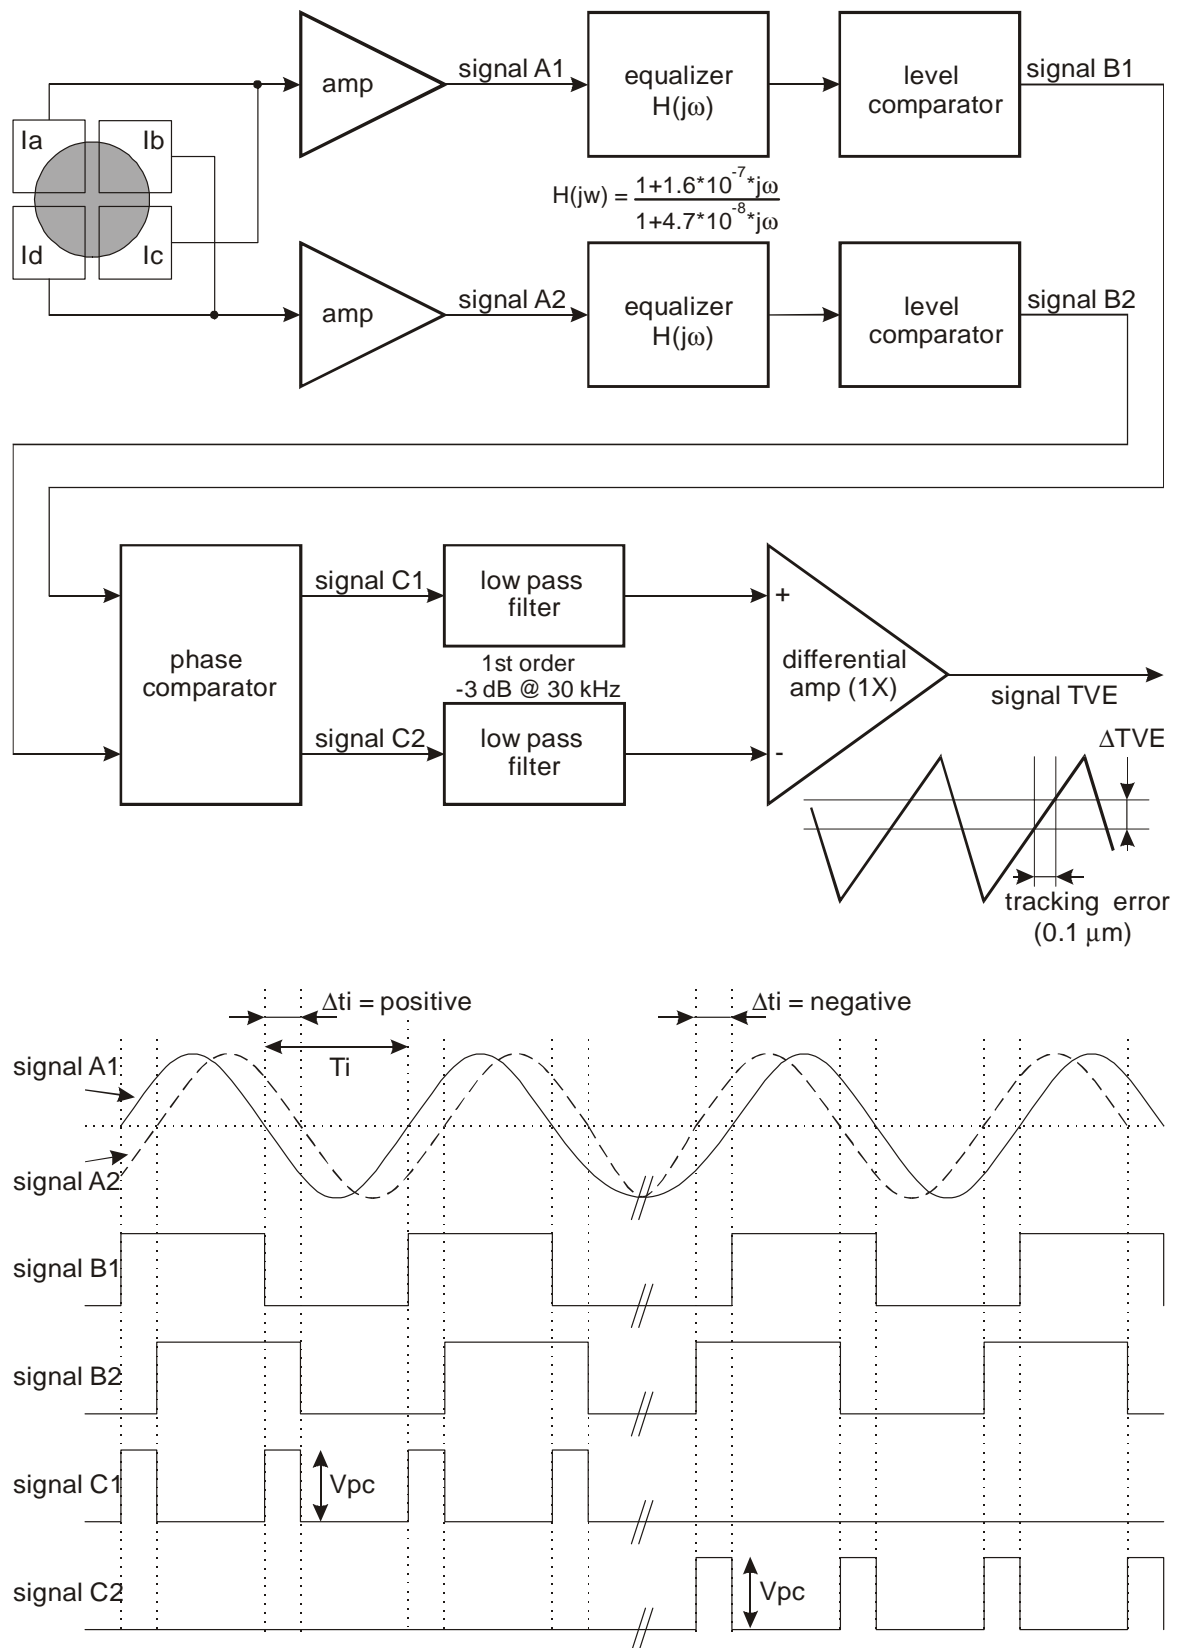 amp
signal A1
equalizer
H(jω)
level
comparator
signal B1
Ia
Ib
Id
Ic
H(jw) = 1+1.6*10^-7*jω
1+4.7*10^-8*jω
amp
signal A2
equalizer
H(jω)
level
comparator
signal B2
phase
comparator
signal C1
low pass
filter
1st order
-3 dB @ 30 kHz
signal C2
low pass
filter
+
differential
amp (1X)
-
signal TVE
ΔTVE
tracking error
(0.1 μm)
Δti = positive
Δti = negative
signal A1
Ti
signal A2
signal B1
signal B2
signal C1
Vpc
signal C2
Vpc